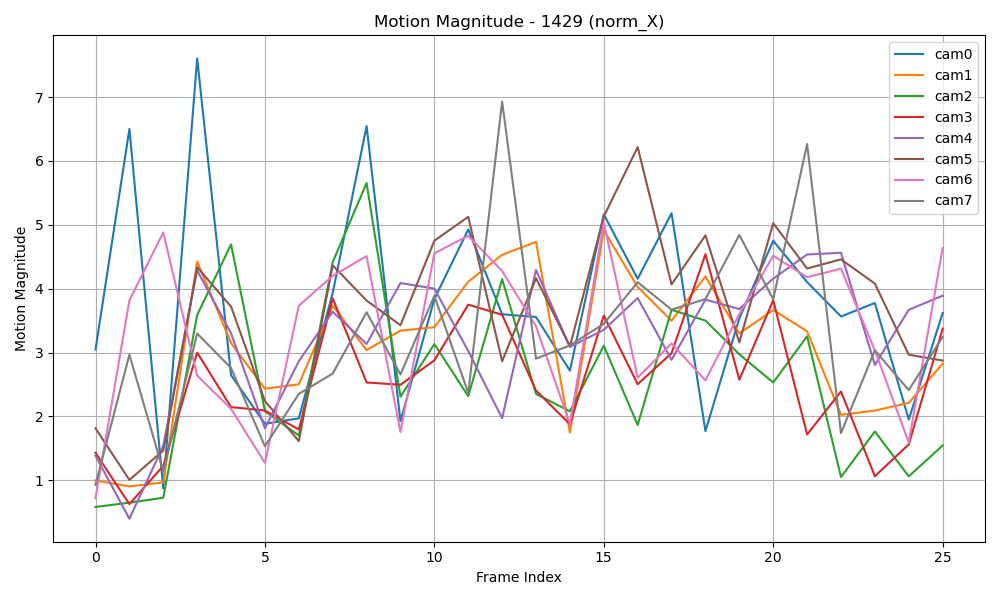 Motion Magnitude - 1429 (norm_X)
cam0
cam1
cam2
cam3
cam4
cam5
cam6
cam7
Motion Magnitude
7
6
5
4
3
2
1
0
5
10
15
20
25
Frame Index